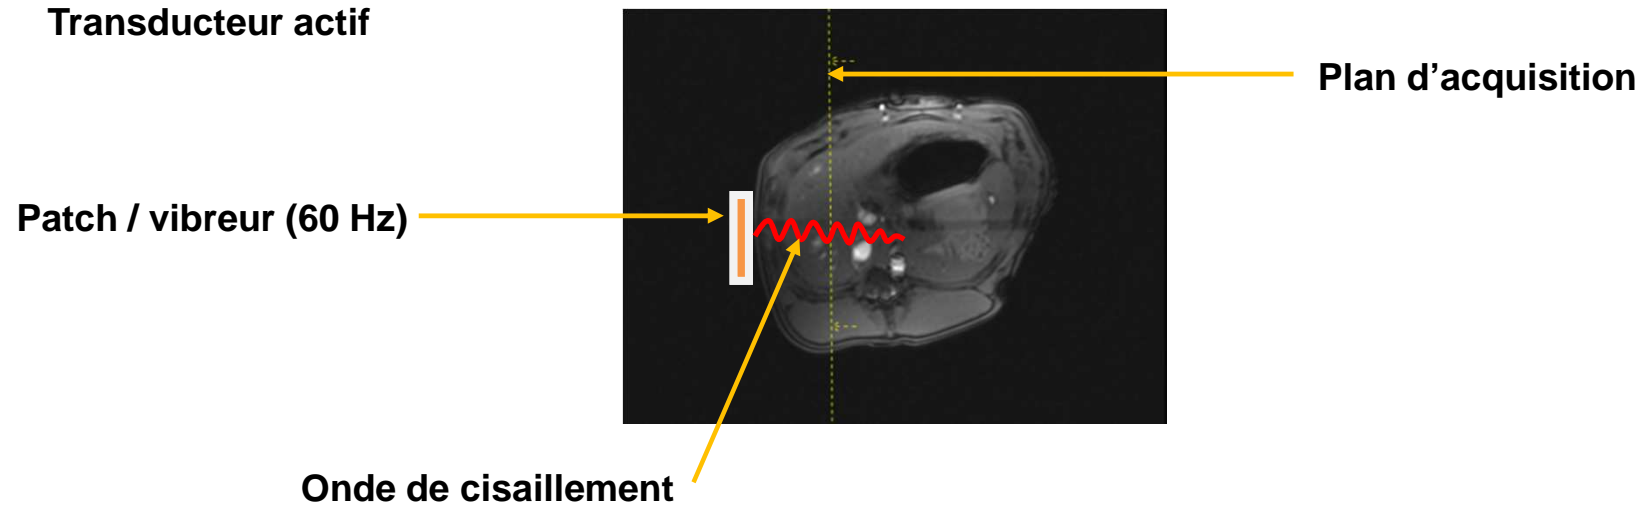 Transducteur actif
Plan d’acquisition
Patch / vibreur (60 Hz)
Onde de cisaillement